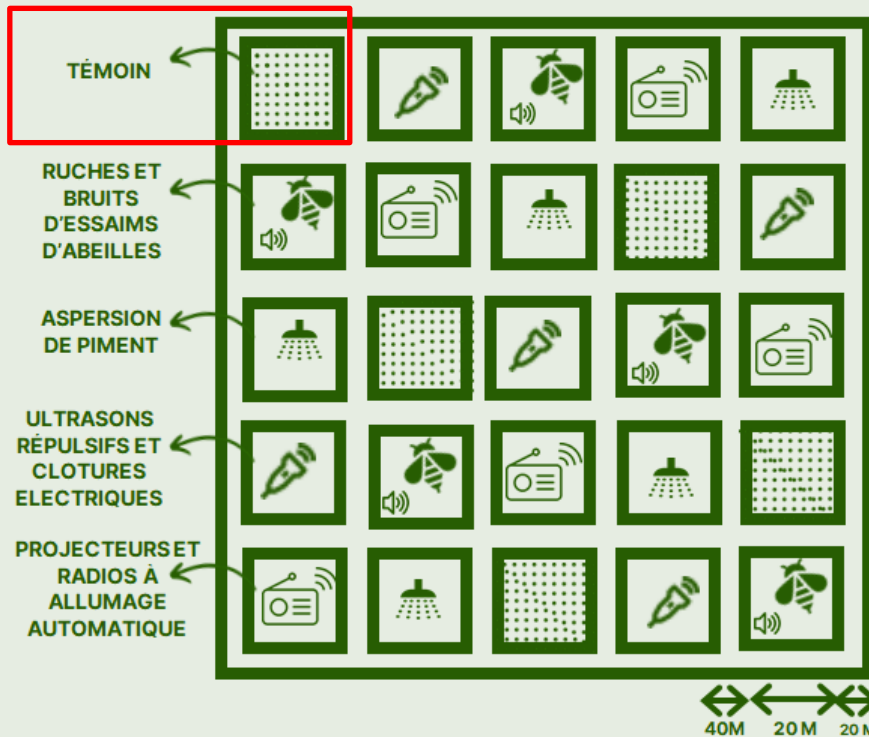 TÉMOIN
RUCHES ET
BRUITS
D'ESSAIMS
D'ABEILLES
ASPERSION
DE PIMENT
ULTRASONS
RÉPULSIFS ET
CLOTURES
ELECTRIQUES
PROJECTEURS ET
RADIOS À
ALLUMAGE
AUTOMATIQUE
40M 20 M 20 M